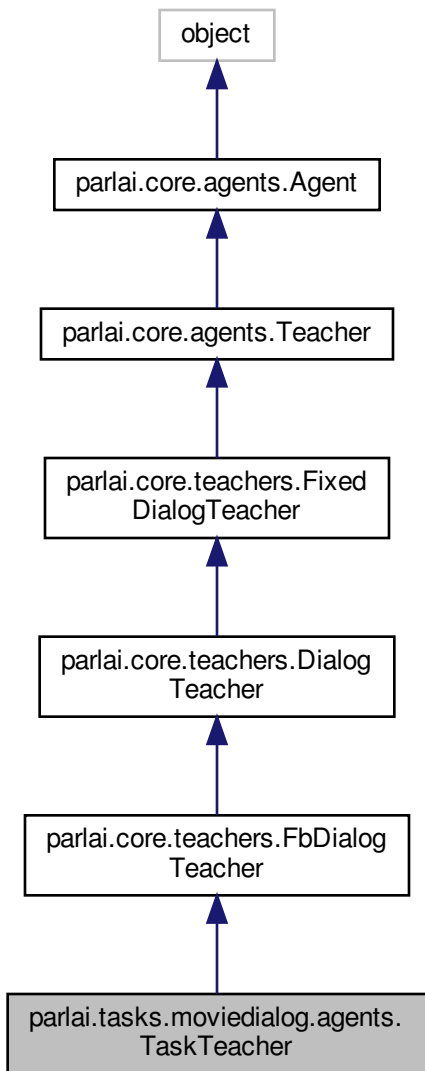 object
parlai.core.agents.Agent
parlai.core.agents.Teacher
parlai.core.teachers.Fixed
DialogTeacher
parlai.core.teachers.Dialog
Teacher
parlai.core.teachers.FbDialog
Teacher
parlai.tasks.moviedialog.agents.
TaskTeacher